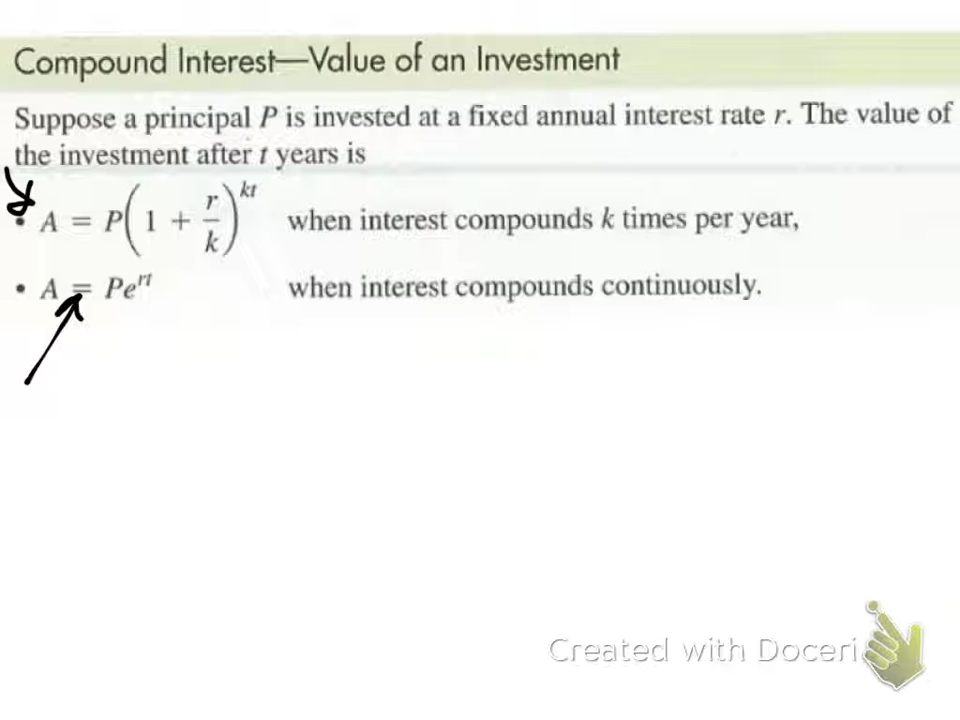 Compound Interest—Value of an Investment
Suppose a principal P is invested at a fixed annual interest rate r. The value of
the investment after t years is
• A = P(1 + r/k)^kt when interest compounds k times per year,
• A = Pe^rt when interest compounds continuously.
Created with Doceri